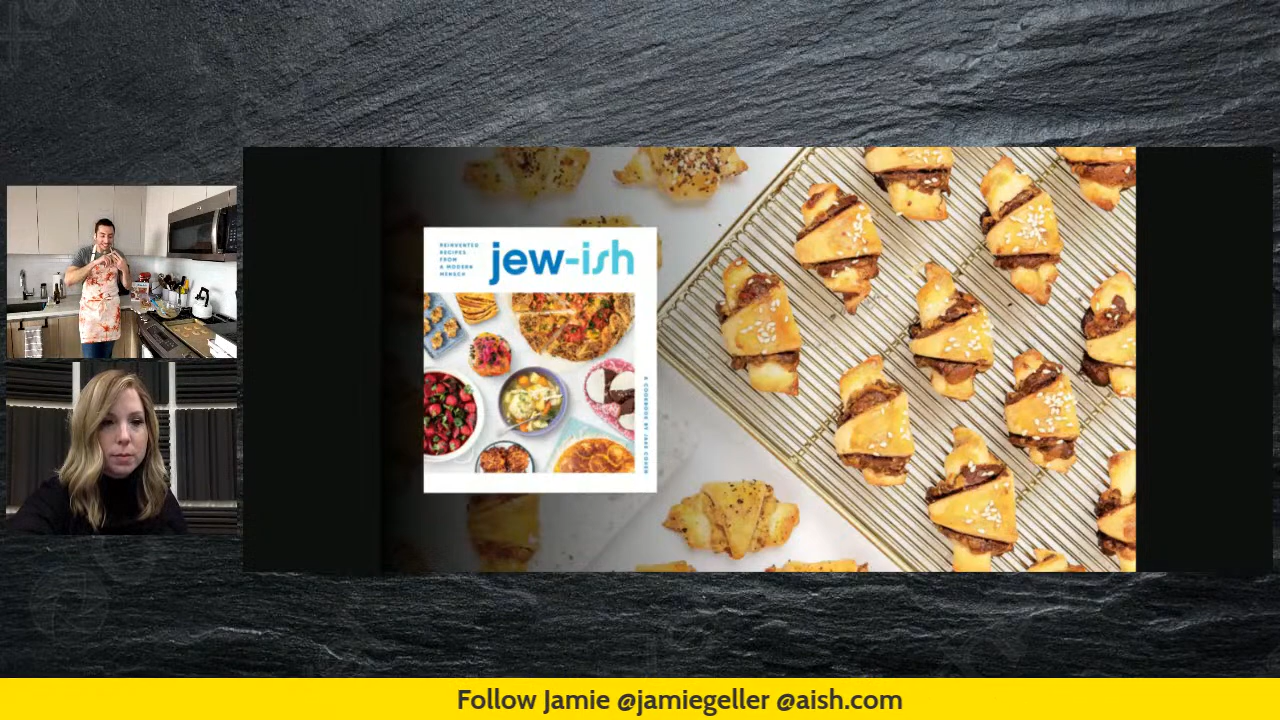 REINVENTED
RECIPES
FROM
A MODERN
MENSCH
jew-ish
A COOKBOOK BY JAKE COHEN
Follow Jamie @jamiegeller @aish.com